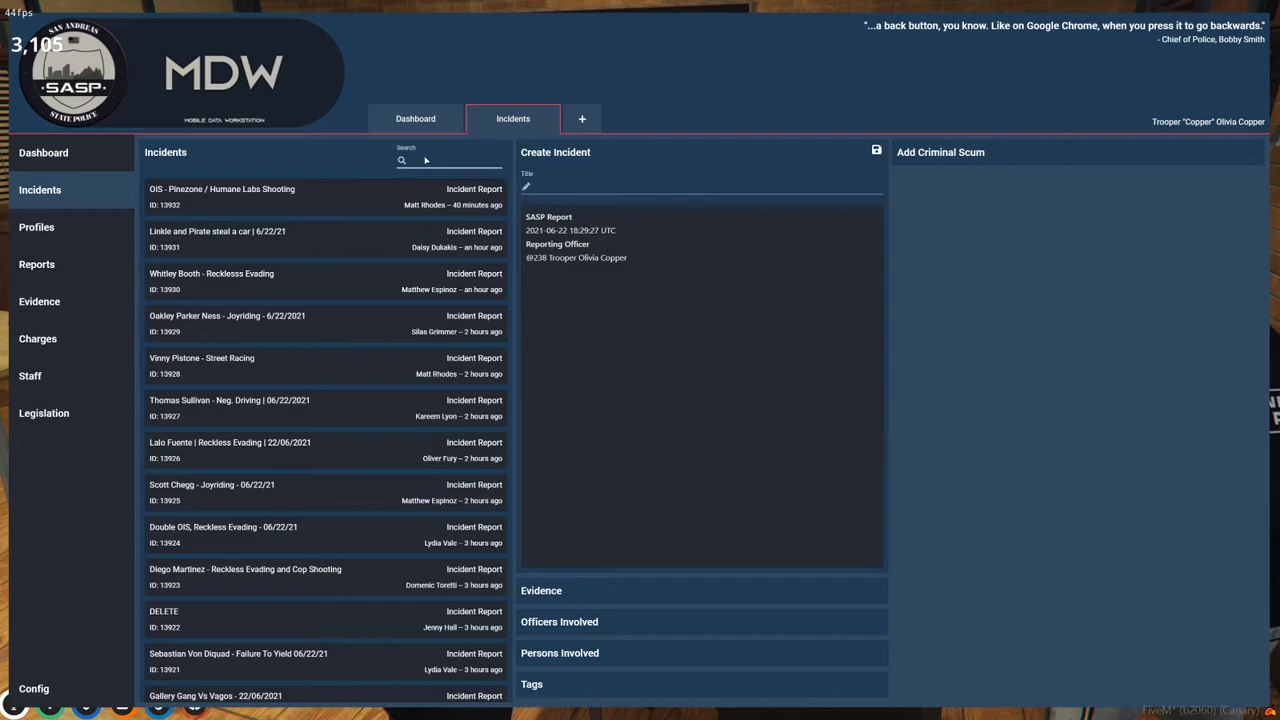 44fps
3,105
SAN ANDREAS
SASP
STATE POLICE
MDW
MOBILE DATA WORKSTATION
"...a back button, you know. Like on Google Chrome, when you press it to go backwards."
- Chief of Police, Bobby Smith
Dashboard
Incidents
+
Trooper "Copper" Olivia Copper
Dashboard
Incidents
Profiles
Reports
Evidence
Charges
Staff
Legislation
Config
Incidents
Search
OIS - Pinezone / Humane Labs Shooting Incident Report
ID: 13932 Matt Rhodes – 40 minutes ago
Linkle and Pirate steal a car | 6/22/21 Incident Report
ID: 13931 Daisy Dukakis – an hour ago
Whitley Booth - Recklesss Evading Incident Report
ID: 13930 Matthew Espinoz – an hour ago
Oakley Parker Ness - Joyriding - 6/22/2021 Incident Report
ID: 13929 Silas Grimmer – 2 hours ago
Vinny Pistone - Street Racing Incident Report
ID: 13928 Matt Rhodes – 2 hours ago
Thomas Sullivan - Neg. Driving | 06/22/2021 Incident Report
ID: 13927 Kareem Lyon – 2 hours ago
Lalo Fuente | Reckless Evading | 22/06/2021 Incident Report
ID: 13926 Oliver Fury – 2 hours ago
Scott Chegg - Joyriding - 06/22/21 Incident Report
ID: 13925 Matthew Espinoz – 2 hours ago
Double OIS, Reckless Evading - 06/22/21 Incident Report
ID: 13924 Lydia Vale – 3 hours ago
Diego Martinez - Reckless Evading and Cop Shooting Incident Report
ID: 13923 Domenic Toretti – 3 hours ago
DELETE Incident Report
ID: 13922 Jenny Hall – 3 hours ago
Sebastian Von Diquad - Failure To Yield 06/22/21 Incident Report
ID: 13921 Lydia Vale – 3 hours ago
Gallery Gang Vs Vagos - 22/06/2021 Incident Report
Create Incident
Title
SASP Report
2021-06-22 18:29:27 UTC
Reporting Officer
@238 Trooper Olivia Copper
Evidence
Officers Involved
Persons Involved
Tags
Add Criminal Scum
FiveM* (b2060) (Canary)